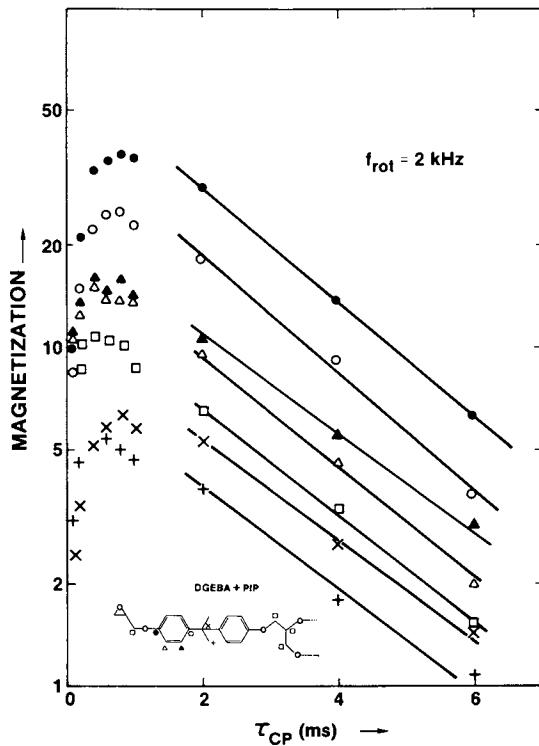 50
f_rot = 2 kHz
20
10
5
2
1
MAGNETIZATION →
DGEBA + PIP
0 2 4 6
τ_CP (ms) →